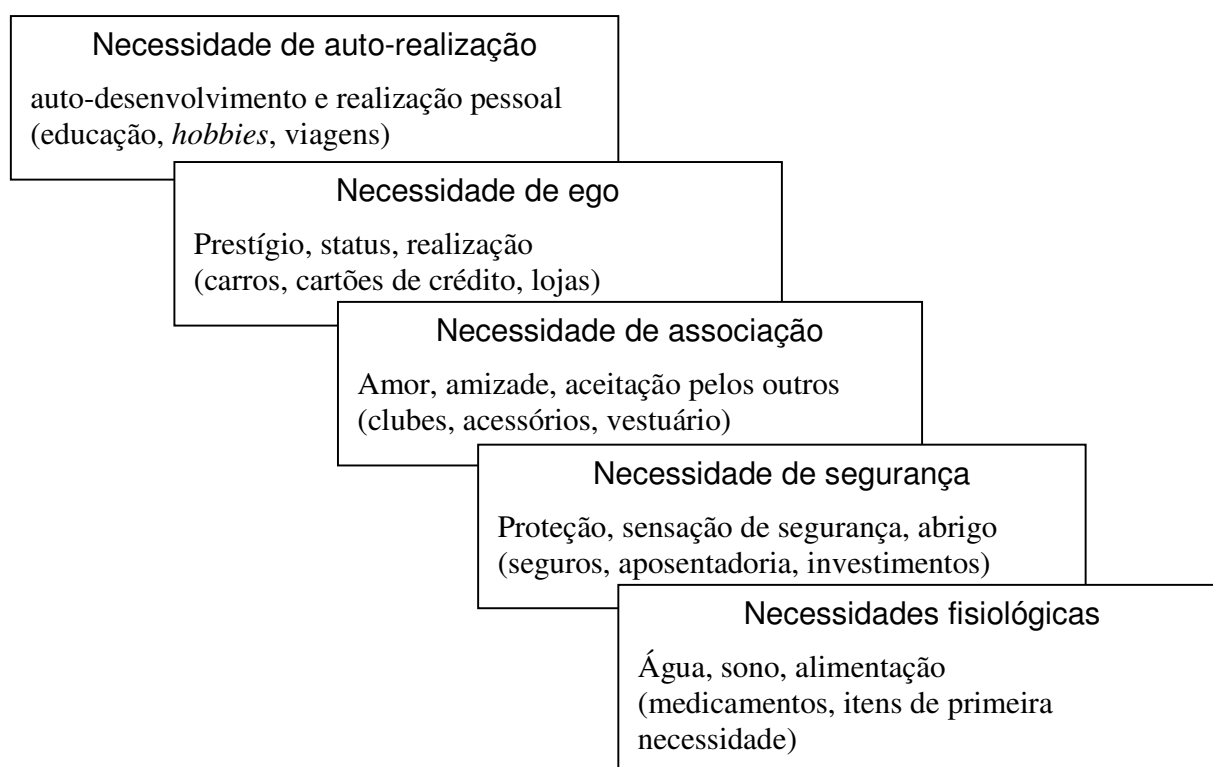 Necessidade de auto-realização
auto-desenvolvimento e realização pessoal
(educação, hobbies, viagens)
Necessidade de ego
Prestígio, status, realização
(carros, cartões de crédito, lojas)
Necessidade de associação
Amor, amizade, aceitação pelos outros
(clubes, acessórios, vestuário)
Necessidade de segurança
Proteção, sensação de segurança, abrigo
(seguros, aposentadoria, investimentos)
Necessidades fisiológicas
Água, sono, alimentação
(medicamentos, itens de primeira
necessidade)